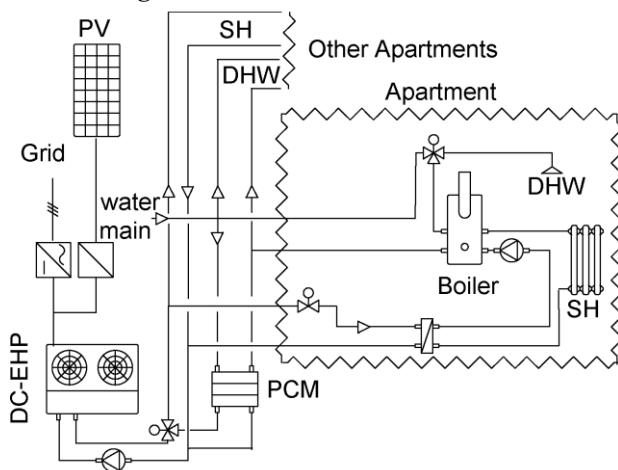 PV
SH
Other Apartments
DHW
Apartment
Grid
water
main
DHW
Boiler
SH
DC-EHP
PCM